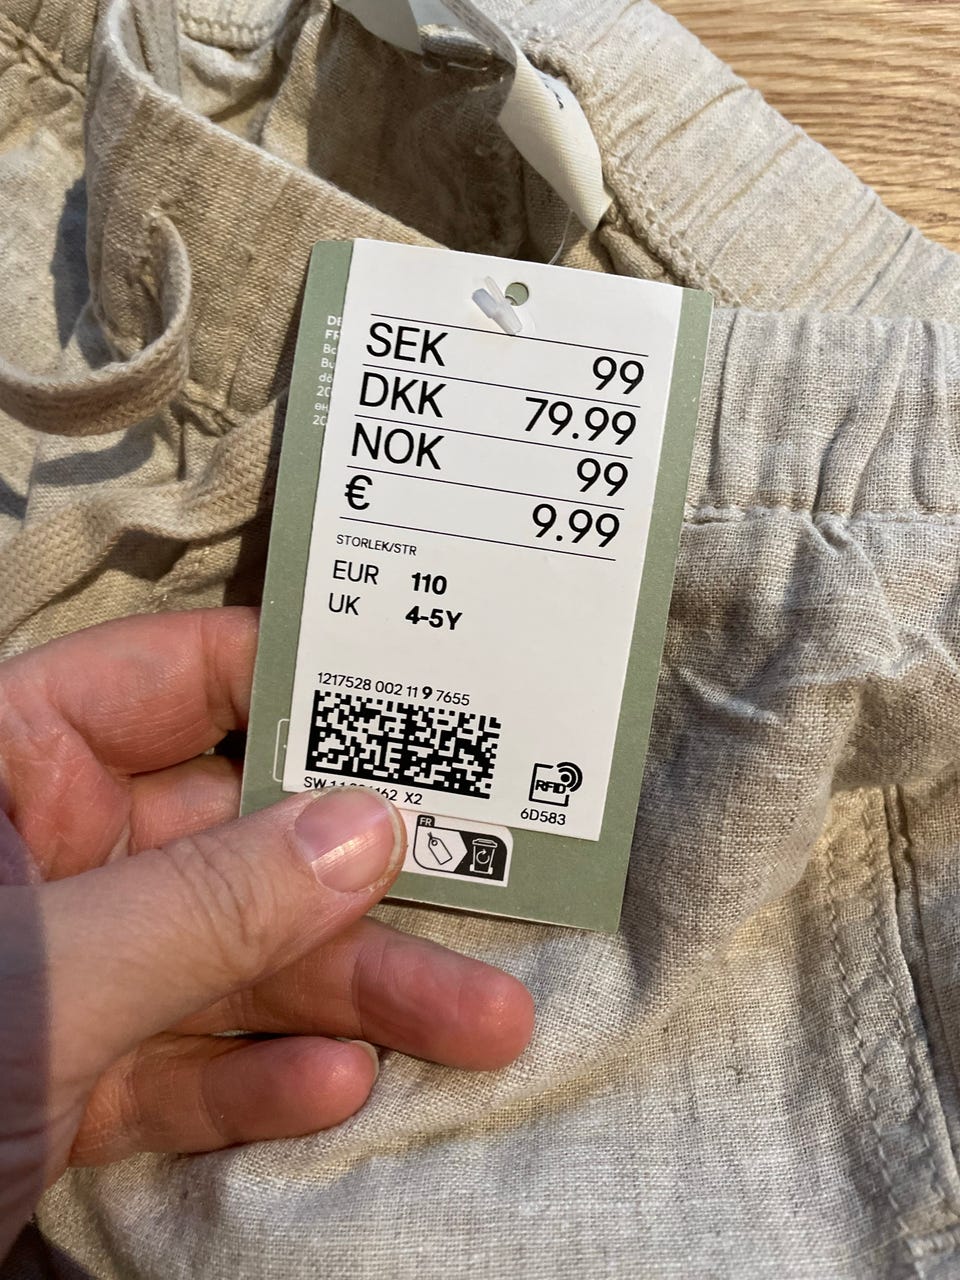 SEK 99
DKK 79.99
NOK 99
€ 9.99
STORLEK/STR
EUR 110
UK 4-5Y
1217528 002 11 9 7655
X2
RFID
6D583
FR